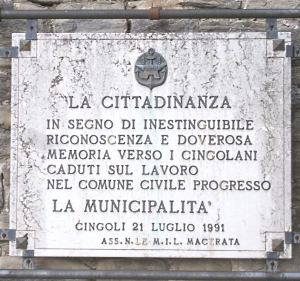 LA CITTADINANZA
IN SEGNO DI INESTINGUIBILE
RICONOSCENZA E DOVEROSA
MEMORIA VERSO I CINGOLANI
CADUTI SUL LAVORO
NEL COMUNE CIVILE PROGRESSO
LA MUNICIPALITA'
CINGOLI 21 LUGLIO 1991
ASS.N.LE M.I.L. MACERATA